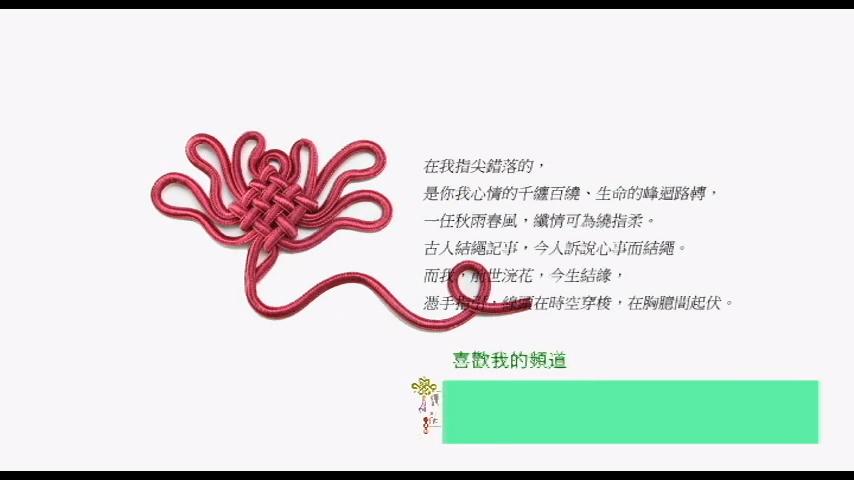 在我指尖錯落的，
是你我心情的千纏百繞、生命的峰迴路轉，
一任秋雨春風，纖情可為繞指柔。
古人結繩記事，今人訴說心事而結繩。
而我，前世浣花，今生結緣，
憑手指，線頭在時空穿梭，在胸臆間起伏。
喜歡我的頻道